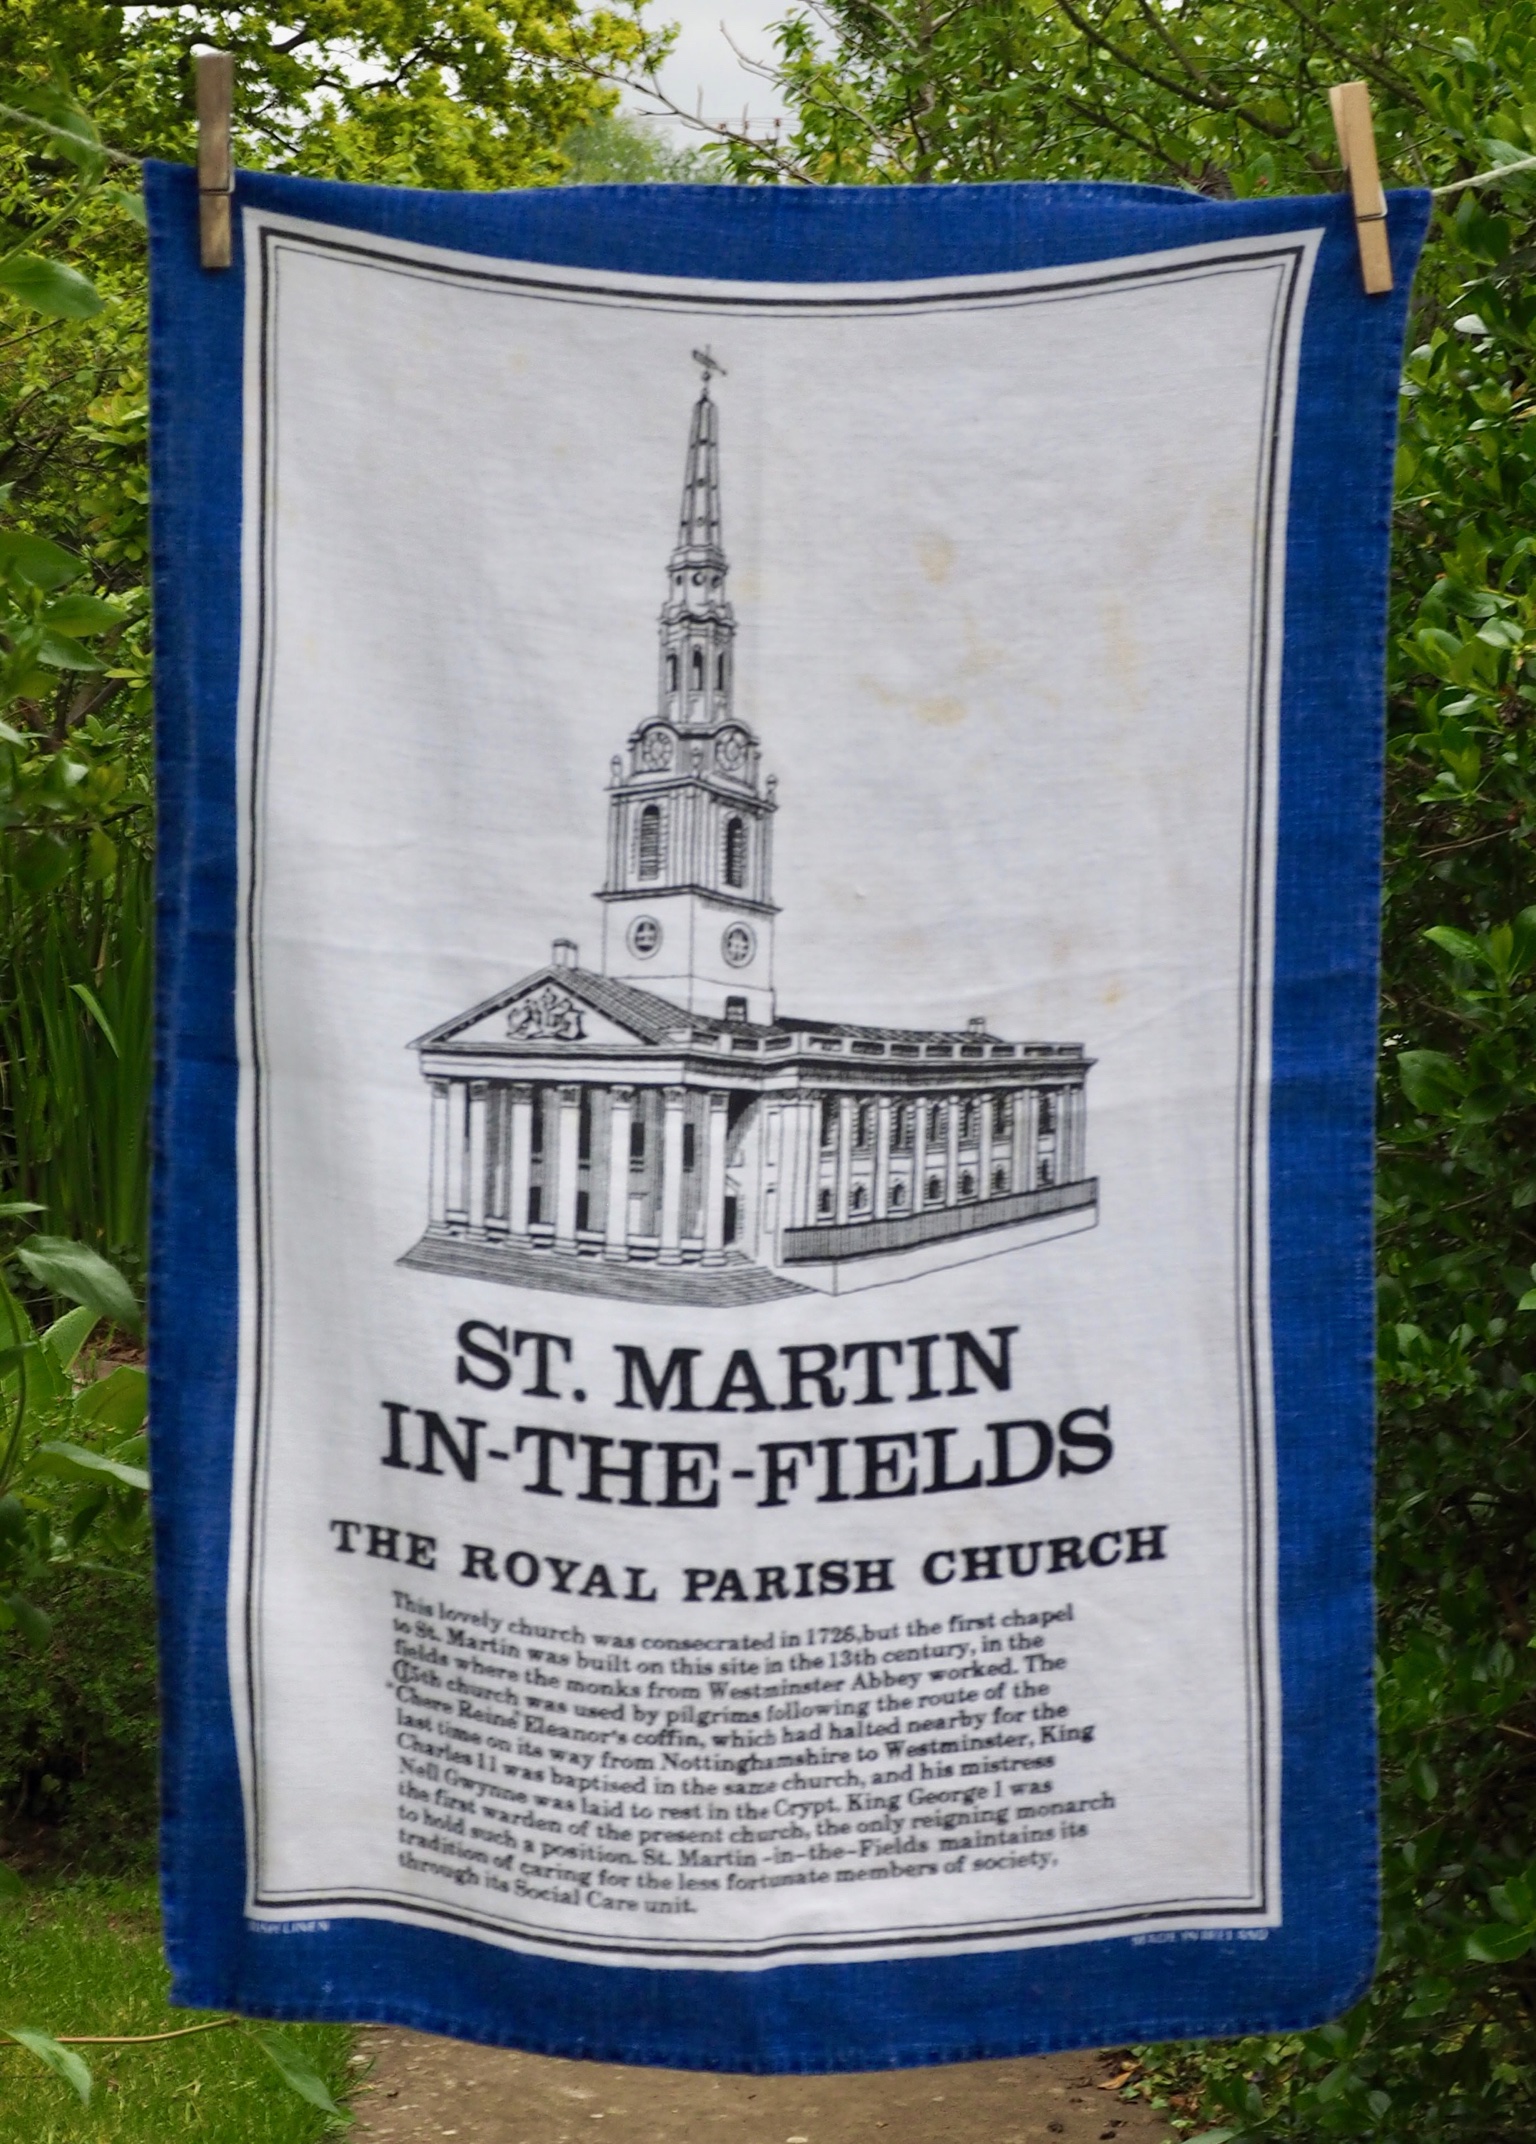 ST. MARTIN
IN-THE-FIELDS
THE ROYAL PARISH CHURCH
This lovely church was consecrated in 1726,but the first chapel
to St. Martin was built on this site in the 13th century, in the
fields where the monks from Westminster Abbey worked. The
15th church was used by pilgrims following the route of the
"Chere Reine' Eleanor's coffin, which had halted nearby for the
last time on its way from Nottinghamshire to Westminster, King
Charles 11 was baptised in the same church, and his mistress
Nell Gwynne was laid to rest in the Crypt. King George 1 was
the first warden of the present church, the only reigning monarch
to hold such a position. St. Martin-in-the-Fields maintains its
tradition of caring for the less fortunate members of society,
through its Social Care unit.
IRISH LINEN
MADE IN IRELAND